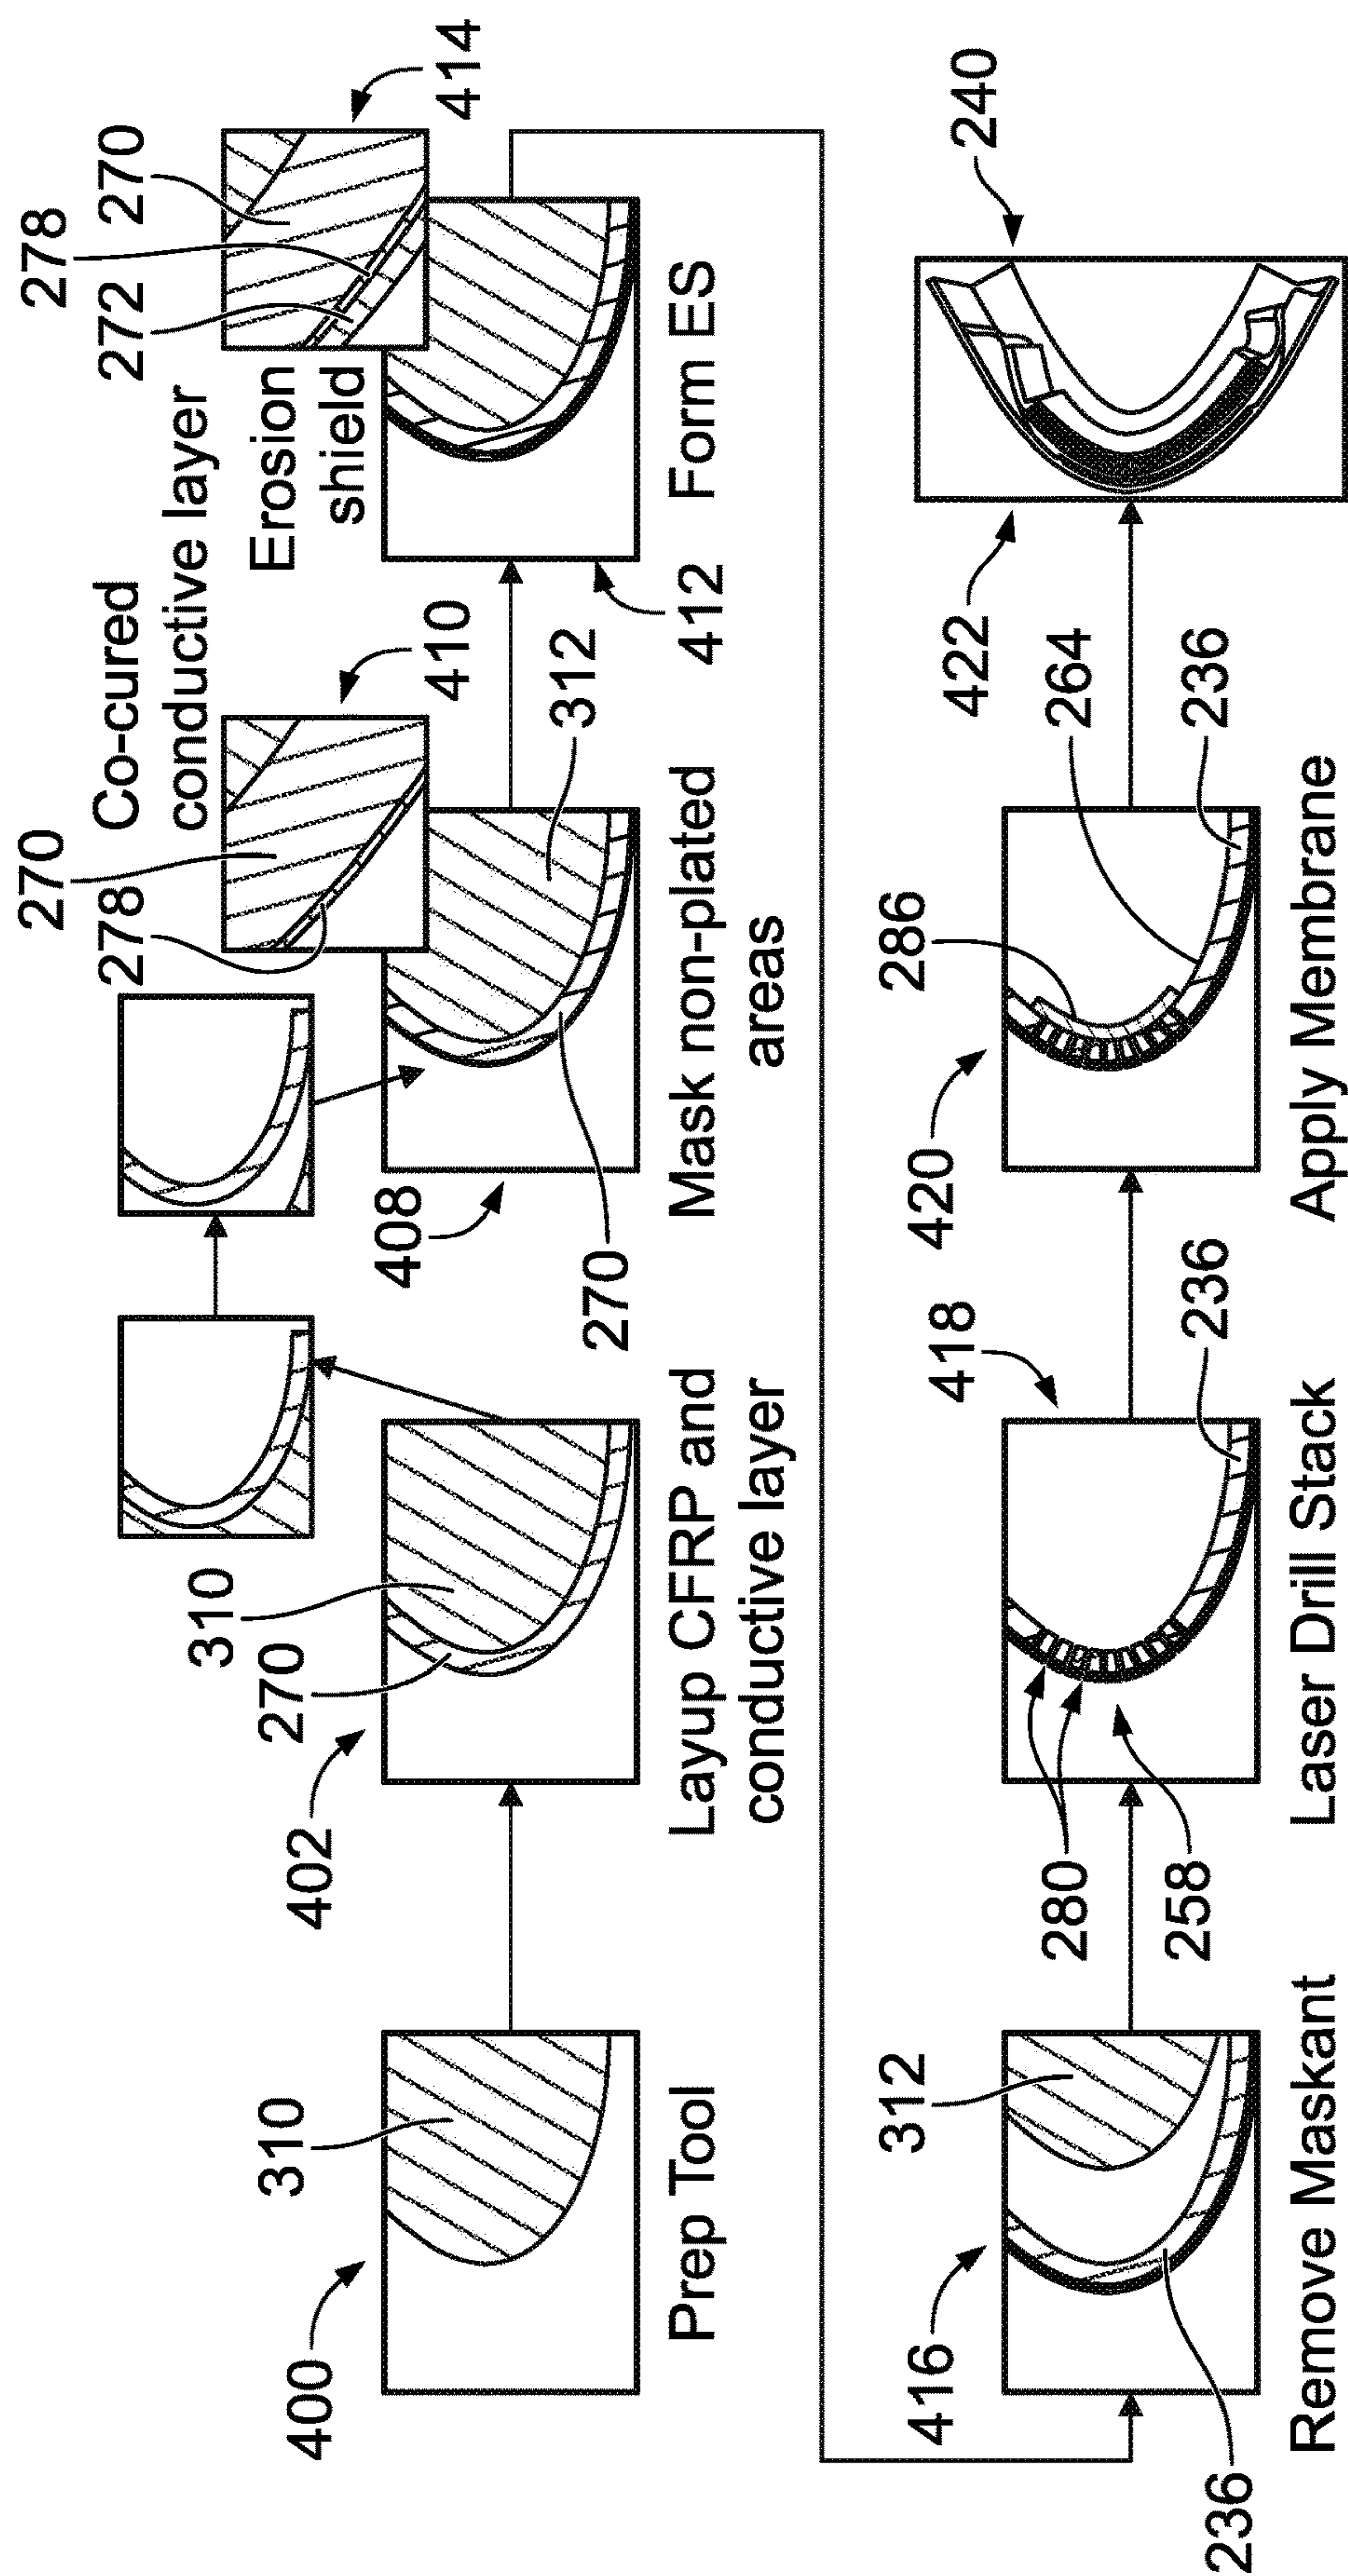 400
310
Prep Tool
402
270
310
Layup CFRP and
conductive layer
270
278
Co-cured
conductive layer
410
408
270
312
Mask non-plated
areas
278
272
270
414
Erosion
shield
412
Form ES
416
236
312
Remove Maskant
280
258
418
236
Laser Drill Stack
420
286
264
236
Apply Membrane
422
240